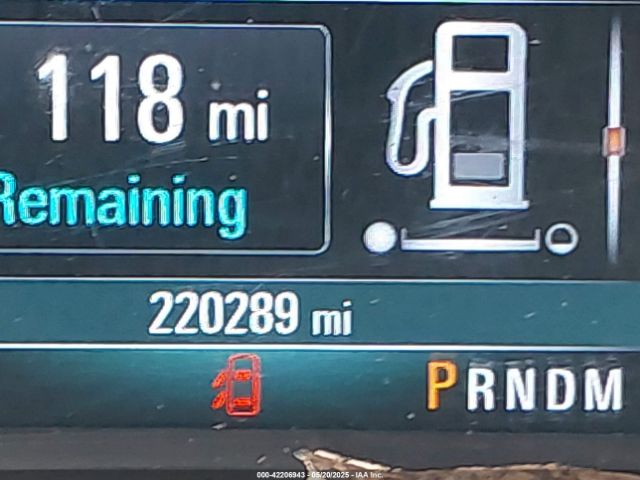 118 mi
Remaining
220289 mi
PRNDM
000-42206943 - 05/20/2025 - IAA Inc.